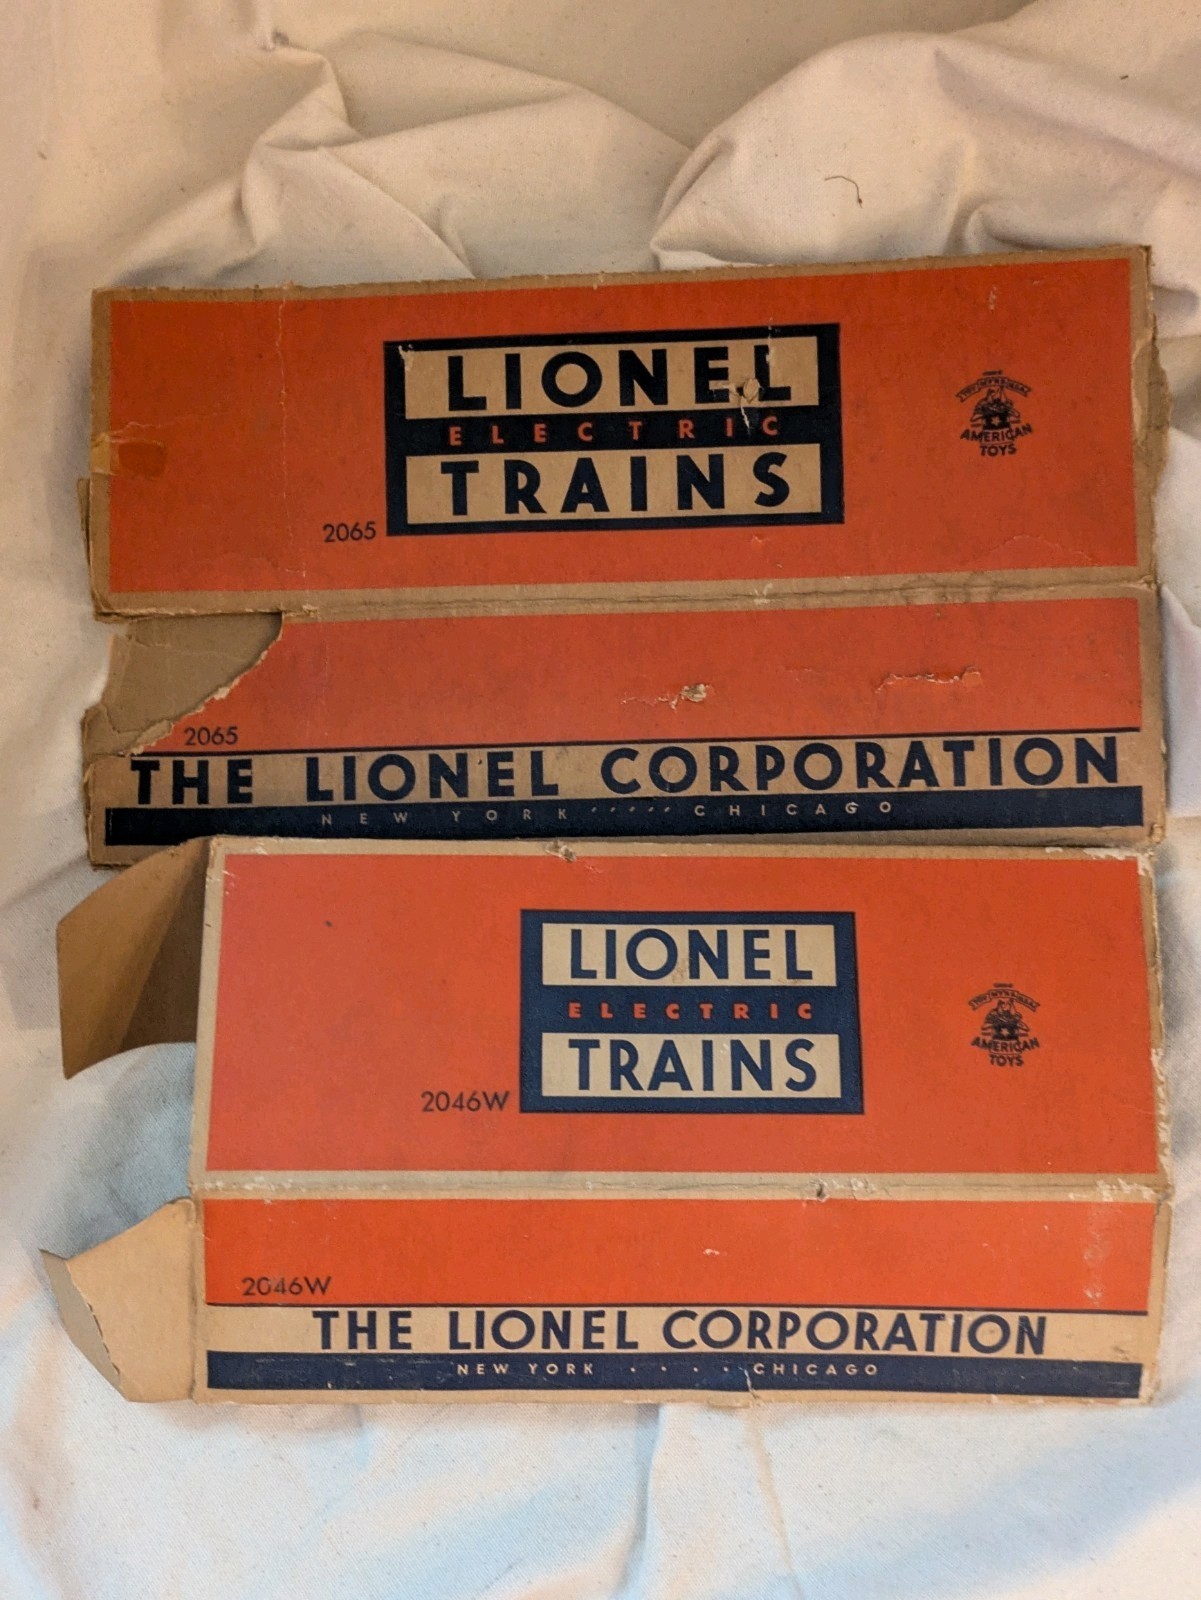 LIONEL
ELECTRIC
TRAINS
AMERICAN
TOYS
2065
2065
THE LIONEL CORPORATION
NEW YORK ····· CHICAGO
LIONEL
ELECTRIC
TRAINS
AMERICAN
TOYS
2046W
2046W
THE LIONEL CORPORATION
NEW YORK · · · · CHICAGO